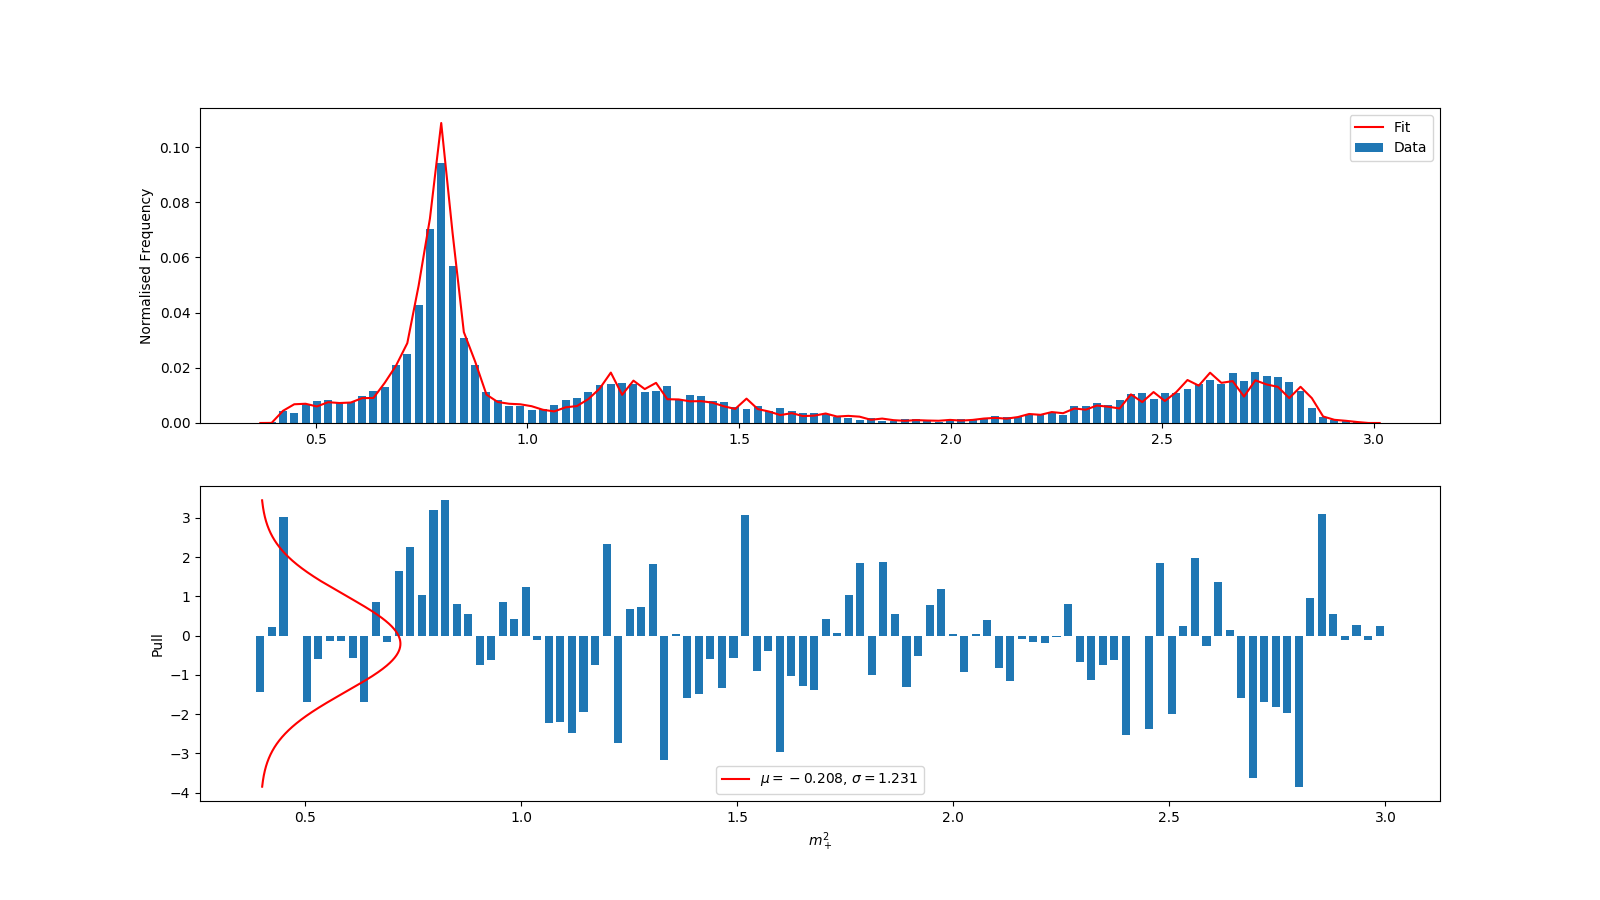 Normalised Frequency
0.10
0.08
0.06
0.04
0.02
0.00
0.5 1.0 1.5 2.0 2.5 3.0
Fit
Data
Pull
3
2
1
0
−1
−2
−3
−4
μ = −0.208, σ = 1.231
0.5 1.0 1.5 2.0 2.5 3.0
m²₊